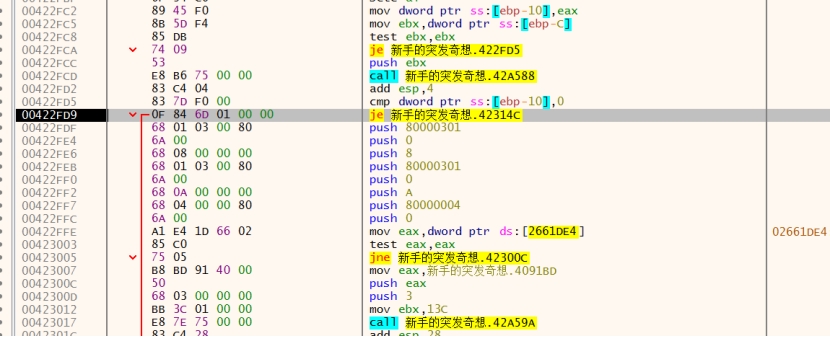 00422FC2 89 45 F0 mov dword ptr ss:[ebp-10],eax
00422FC5 8B 5D F4 mov ebx,dword ptr ss:[ebp-C]
00422FC8 85 DB test ebx,ebx
00422FCA 74 09 je 新手的突发奇想.422FD5
00422FCC 53 push ebx
00422FCD E8 B6 75 00 00 call 新手的突发奇想.42A588
00422FD2 83 C4 04 add esp,4
00422FD5 83 7D F0 00 cmp dword ptr ss:[ebp-10],0
00422FD9 0F 84 6D 01 00 00 je 新手的突发奇想.42314C
00422FDF 68 01 03 00 80 push 80000301
00422FE4 6A 00 push 0
00422FE6 68 08 00 00 00 push 8
00422FEB 68 01 03 00 80 push 80000301
00422FF0 6A 00 push 0
00422FF2 68 0A 00 00 00 push A
00422FF7 68 04 00 00 80 push 80000004
00422FFC 6A 00 push 0
00422FFE A1 E4 1D 66 02 mov eax,dword ptr ds:[2661DE4] 02661DE4
00423003 85 C0 test eax,eax
00423005 75 05 jne 新手的突发奇想.42300C
00423007 B8 BD 91 40 00 mov eax,新手的突发奇想.4091BD
0042300C 50 push eax
0042300D 68 03 00 00 00 push 3
00423012 BB 3C 01 00 00 mov ebx,13C
00423017 E8 7E 75 00 00 call 新手的突发奇想.42A59A
0042301C 83 C4 28 add esp,28